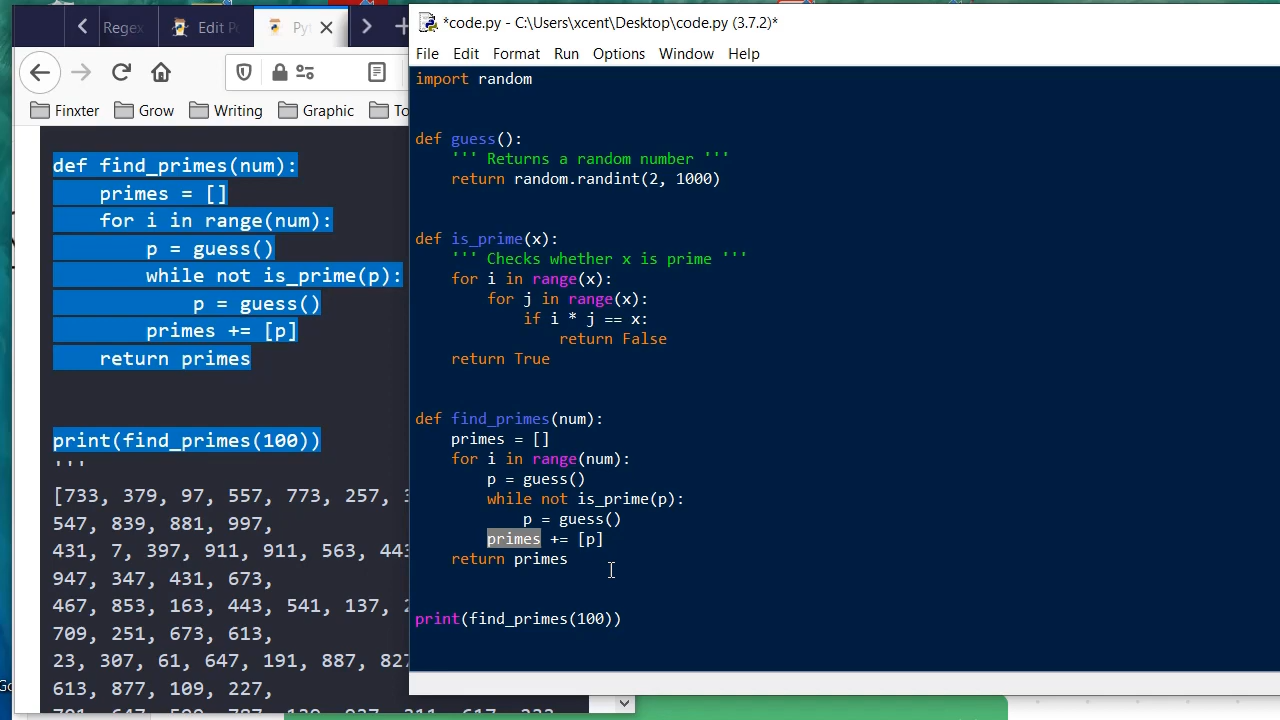 Regex
Edit P
Py
*code.py - C:\Users\xcent\Desktop\code.py (3.7.2)*
File Edit Format Run Options Window Help
Finxter Grow Writing Graphic To
def find_primes(num):
    primes = []
    for i in range(num):
        p = guess()
        while not is_prime(p):
            p = guess()
        primes += [p]
    return primes
print(find_primes(100))
'''
[733, 379, 97, 557, 773, 257,
547, 839, 881, 997,
431, 7, 397, 911, 911, 563, 443
947, 347, 431, 673,
467, 853, 163, 443, 541, 137,
709, 251, 673, 613,
23, 307, 61, 647, 191, 887, 827
613, 877, 109, 227,
import random
def guess():
    ''' Returns a random number '''
    return random.randint(2, 1000)
def is_prime(x):
    ''' Checks whether x is prime '''
    for i in range(x):
        for j in range(x):
            if i * j == x:
                return False
    return True
def find_primes(num):
    primes = []
    for i in range(num):
        p = guess()
        while not is_prime(p):
            p = guess()
        primes += [p]
    return primes
print(find_primes(100))